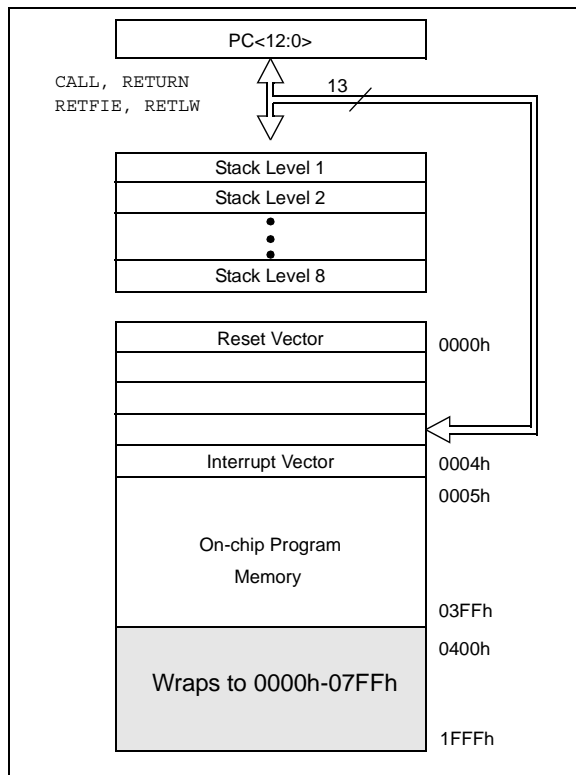 PC<12:0>
CALL, RETURN
RETFIE, RETLW
13
Stack Level 1
Stack Level 2
Stack Level 8
Reset Vector
0000h
Interrupt Vector
0004h
0005h
On-chip Program
Memory
03FFh
0400h
Wraps to 0000h-07FFh
1FFFh